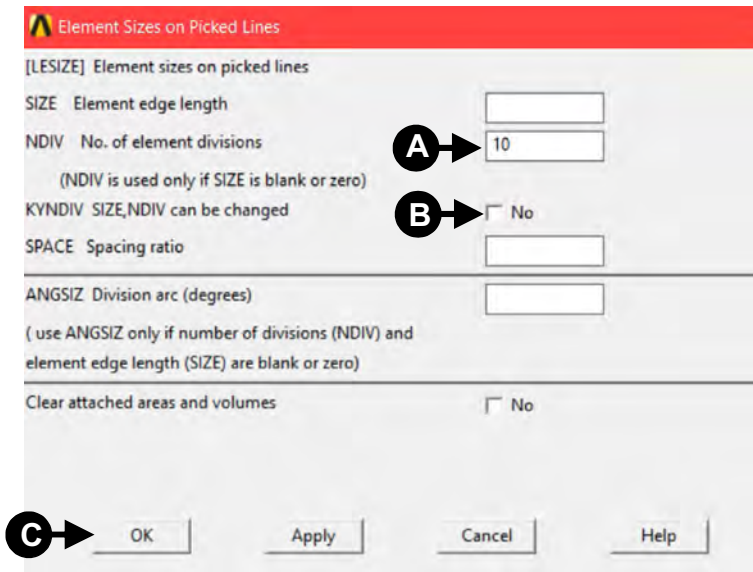 Element Sizes on Picked Lines
[LESIZE] Element sizes on picked lines
SIZE Element edge length
NDIV No. of element divisions A 10
(NDIV is used only if SIZE is blank or zero)
KYNDIV SIZE,NDIV can be changed B No
SPACE Spacing ratio
ANGSIZ Division arc (degrees)
( use ANGSIZ only if number of divisions (NDIV) and
element edge length (SIZE) are blank or zero)
Clear attached areas and volumes No
C OK Apply Cancel Help